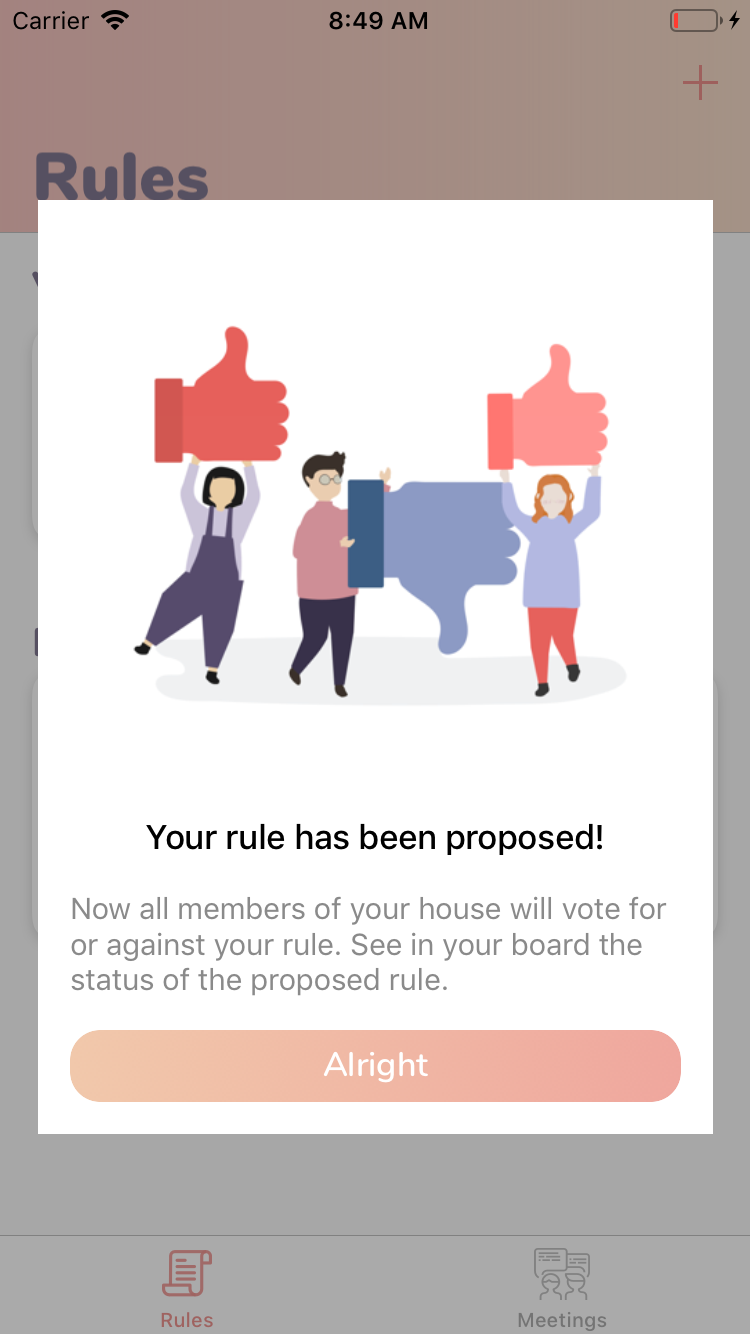 Carrier 8:49 AM
Rules
Your rule has been proposed!
Now all members of your house will vote for
or against your rule. See in your board the
status of the proposed rule.
Alright
Rules Meetings